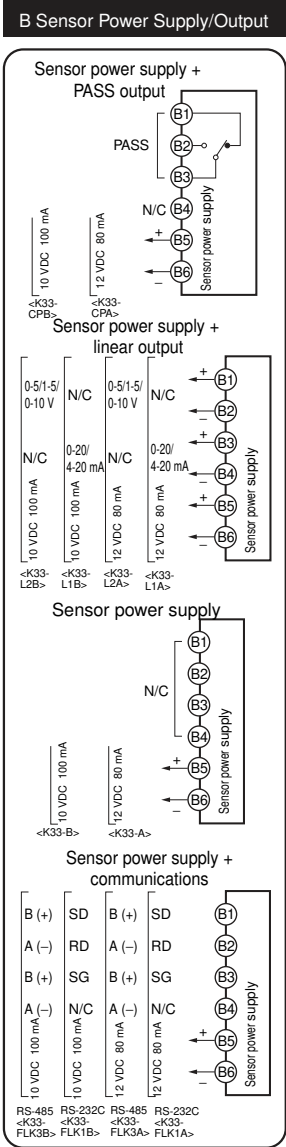 B Sensor Power Supply/Output
Sensor power supply +
PASS output
B1
PASS
B2
B3
N/C
B4
+
B5
B6
–
Sensor power supply
10 VDC 100 mA
12 VDC 80 mA
<K33-
CPB>
<K33-
CPA>
Sensor power supply +
linear output
0-5/1-5/
0-10 V
N/C
0-5/1-5/
0-10 V
N/C
+
B1
B2
–
N/C
0-20/
4-20 mA
N/C
0-20/
4-20 mA
+
B3
B4
–
10 VDC 100 mA
10 VDC 100 mA
12 VDC 80 mA
12 VDC 80 mA
+
B5
B6
–
Sensor power supply
<K33-
L2B>
<K33-
L1B>
<K33-
L2A>
<K33-
L1A>
Sensor power supply
B1
B2
N/C
B3
B4
+
B5
B6
–
Sensor power supply
10 VDC 100 mA
12 VDC 80 mA
<K33-B>
<K33-A>
Sensor power supply +
communications
B (+) SD B (+) SD B1
A (–) RD A (–) RD B2
B (+) SG B (+) SG B3
A (–) N/C A (–) N/C B4
10 VDC 100 mA
10 VDC 100 mA
12 VDC 80 mA
12 VDC 80 mA
+
B5
B6
–
Sensor power supply
RS-485
<K33-
FLK3B>
RS-232C
<K33-
FLK1B>
RS-485
<K33-
FLK3A>
RS-232C
<K33-
FLK1A>